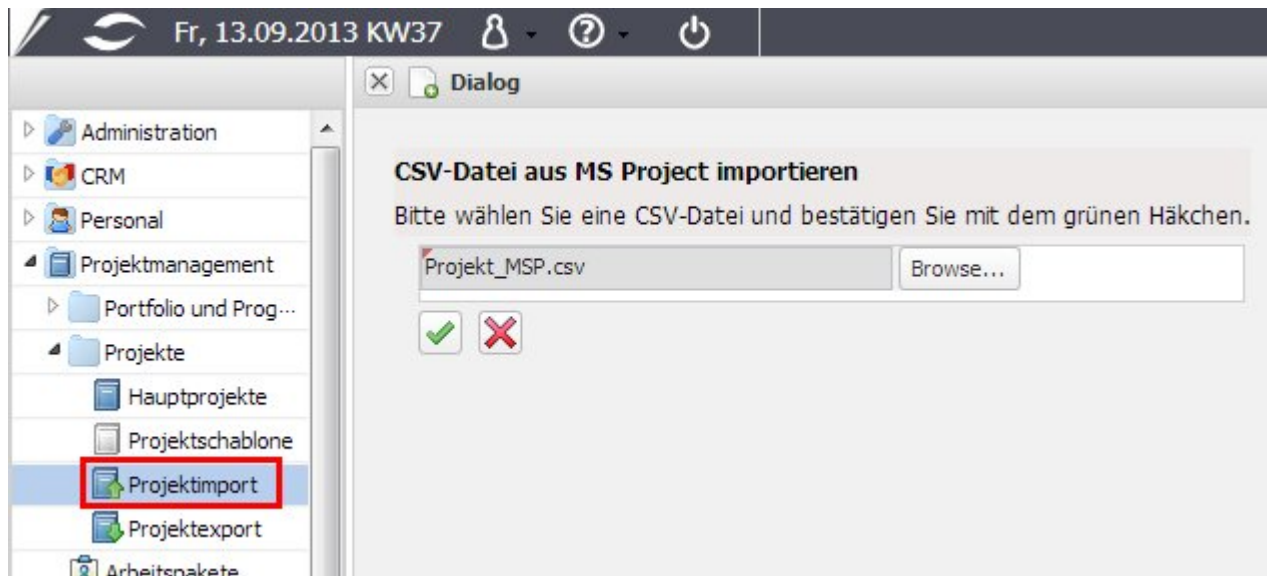 Fr, 13.09.2013 KW37
Dialog
Administration
CRM
Personal
Projektmanagement
Portfolio und Prog...
Projekte
Hauptprojekte
Projektschablone
Projektimport
Projektexport
Arbeitspakete
CSV-Datei aus MS Project importieren
Bitte wählen Sie eine CSV-Datei und bestätigen Sie mit dem grünen Häkchen.
Projekt_MSP.csv Browse...